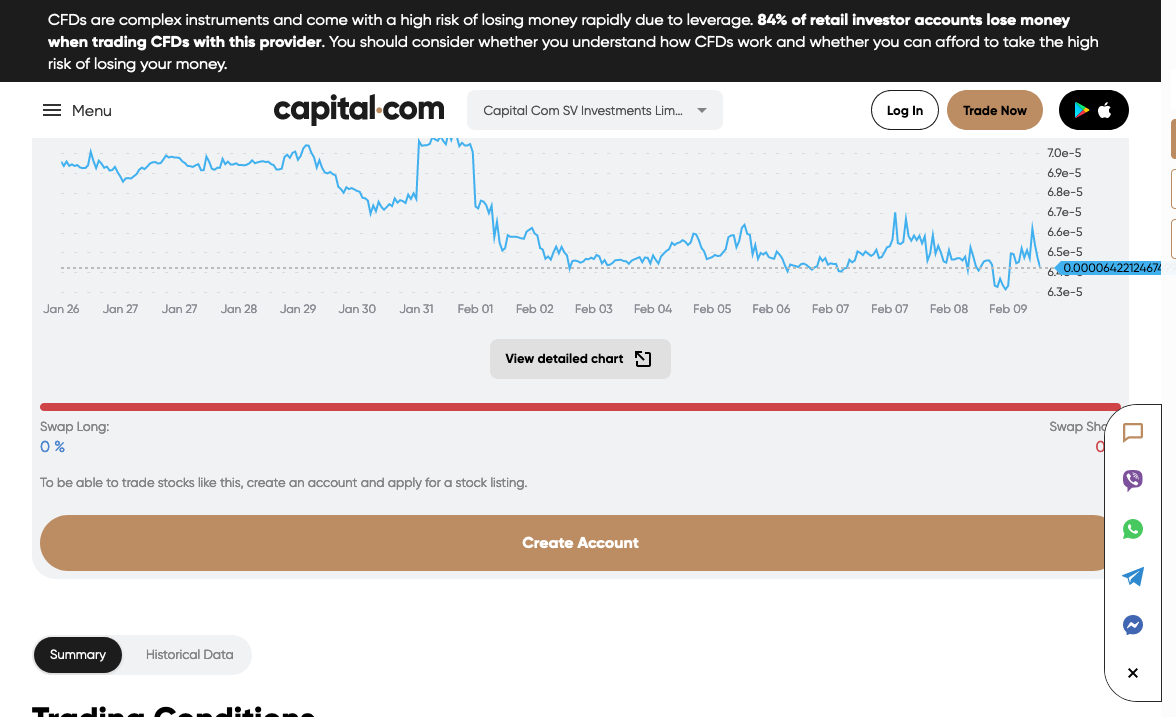 CFDs are complex instruments and come with a high risk of losing money rapidly due to leverage. 84% of retail investor accounts lose money
when trading CFDs with this provider. You should consider whether you understand how CFDs work and whether you can afford to take the high
risk of losing your money.
Menu
capital.com
Capital Com SV Investments Lim...
Log In
Trade Now
7.0e-5
6.9e-5
6.8e-5
6.7e-5
6.6e-5
6.5e-5
0.00006422124674
6.3e-5
Jan 26 Jan 27 Jan 27 Jan 28 Jan 29 Jan 30 Jan 31 Feb 01 Feb 02 Feb 03 Feb 04 Feb 05 Feb 06 Feb 07 Feb 07 Feb 08 Feb 09
View detailed chart
Swap Long:
Swap Sho
0 %
0
To be able to trade stocks like this, create an account and apply for a stock listing.
Create Account
Summary
Historical Data
Trading Conditions